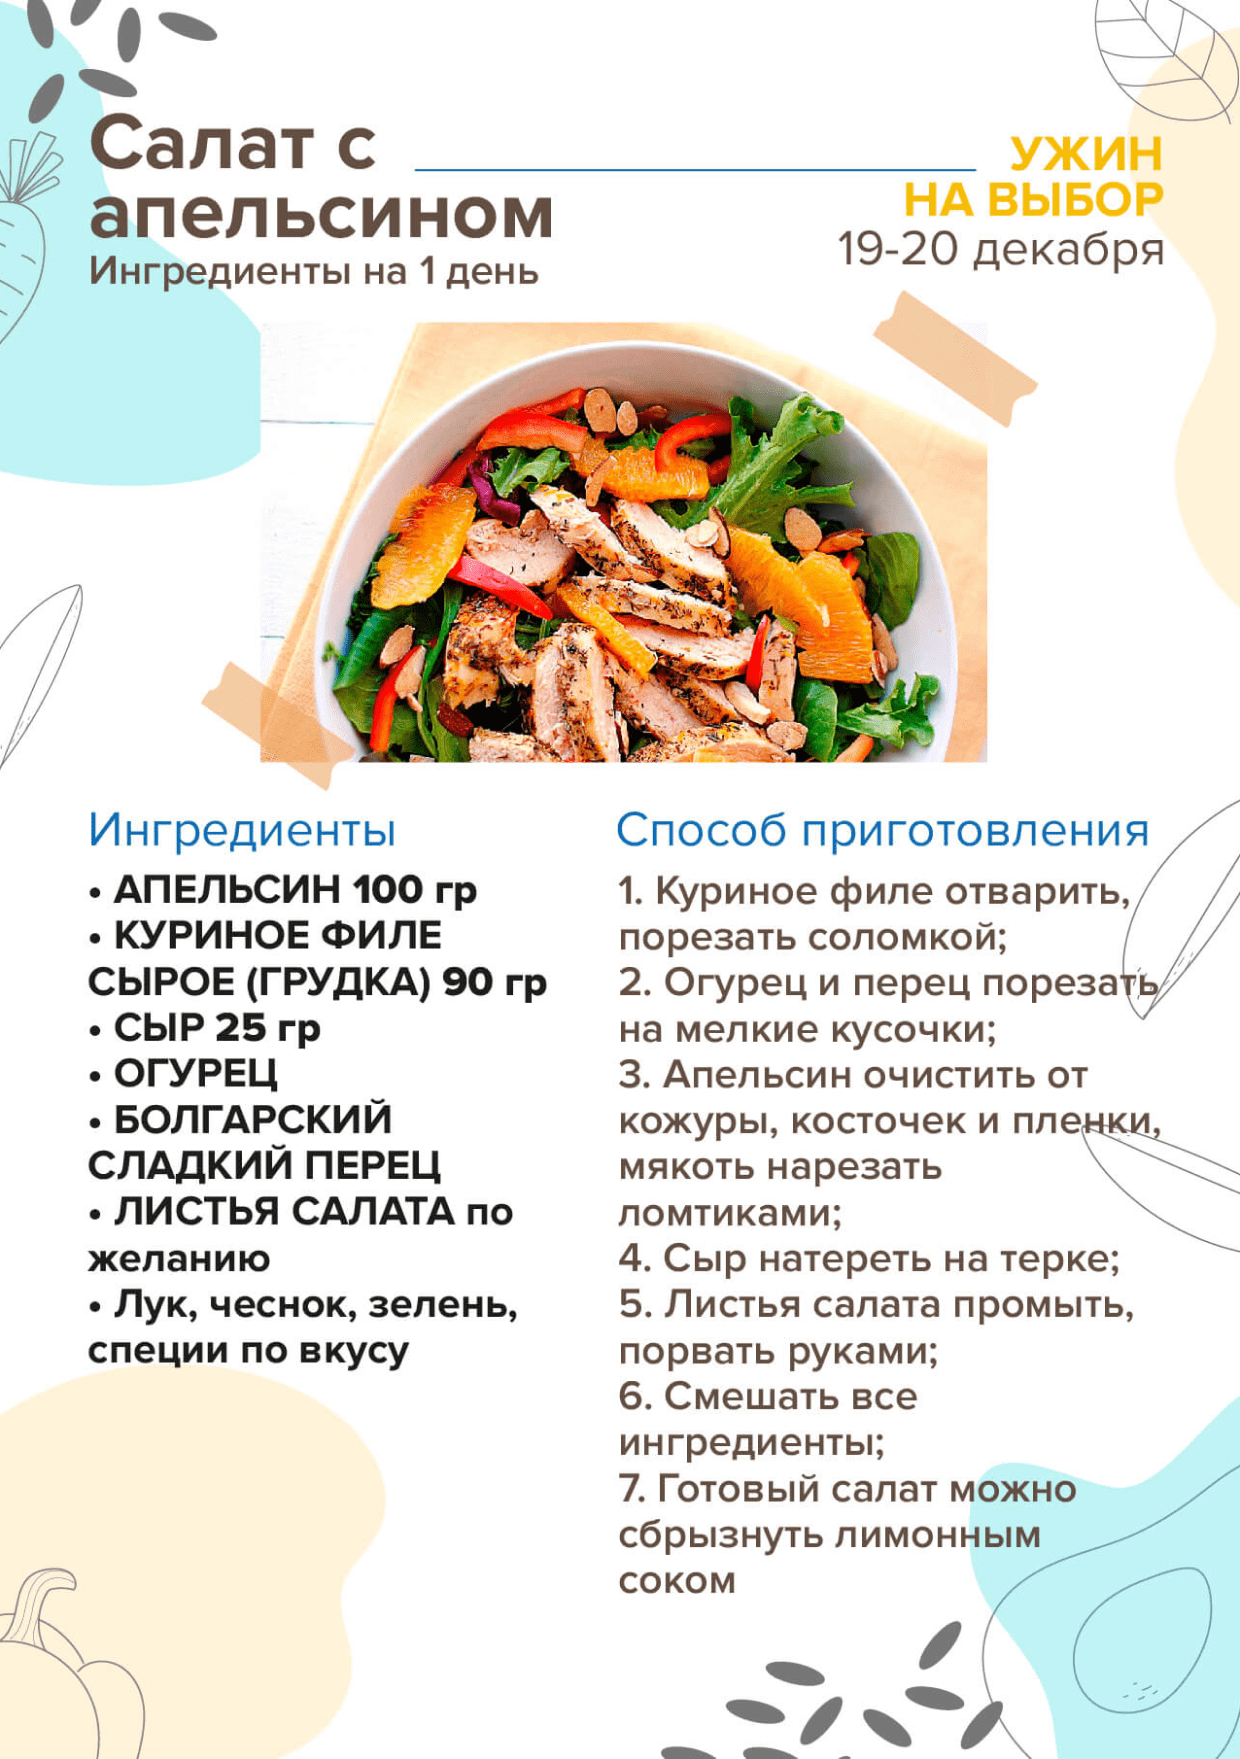 Салат с
апельсином
Ингредиенты на 1 день
УЖИН
НА ВЫБОР
19-20 декабря
Ингредиенты
• АПЕЛЬСИН 100 гр
• КУРИНОЕ ФИЛЕ
СЫРОЕ (ГРУДКА) 90 гр
• СЫР 25 гр
• ОГУРЕЦ
• БОЛГАРСКИЙ
СЛАДКИЙ ПЕРЕЦ
• ЛИСТЬЯ САЛАТА по
желанию
• Лук, чеснок, зелень,
специи по вкусу
Способ приготовления
1. Куриное филе отварить,
порезать соломкой;
2. Огурец и перец порезать
на мелкие кусочки;
3. Апельсин очистить от
кожуры, косточек и пленки,
мякоть нарезать
ломтиками;
4. Сыр натереть на терке;
5. Листья салата промыть,
порвать руками;
6. Смешать все
ингредиенты;
7. Готовый салат можно
сбрызнуть лимонным
соком